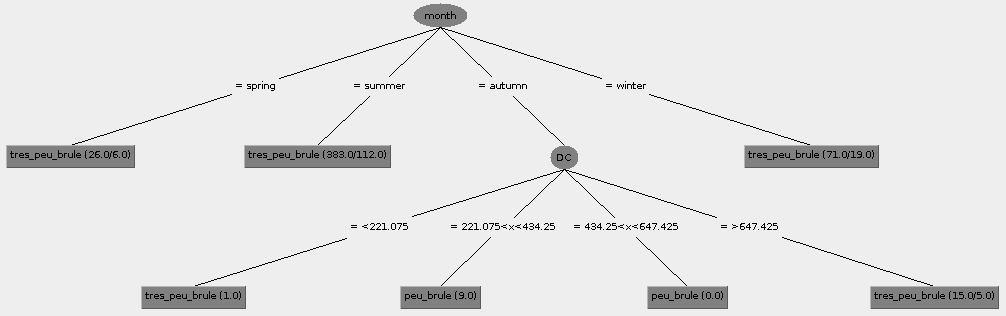 month
= spring
= summer
= autumn
= winter
tres_peu_brule (26.0/6.0)
tres_peu_brule (383.0/112.0)
DC
tres_peu_brule (71.0/19.0)
= <221.075
= 221.075<x<434.25
= 434.25<x<647.425
= >647.425
tres_peu_brule (1.0)
peu_brule (9.0)
peu_brule (0.0)
tres_peu_brule (15.0/5.0)